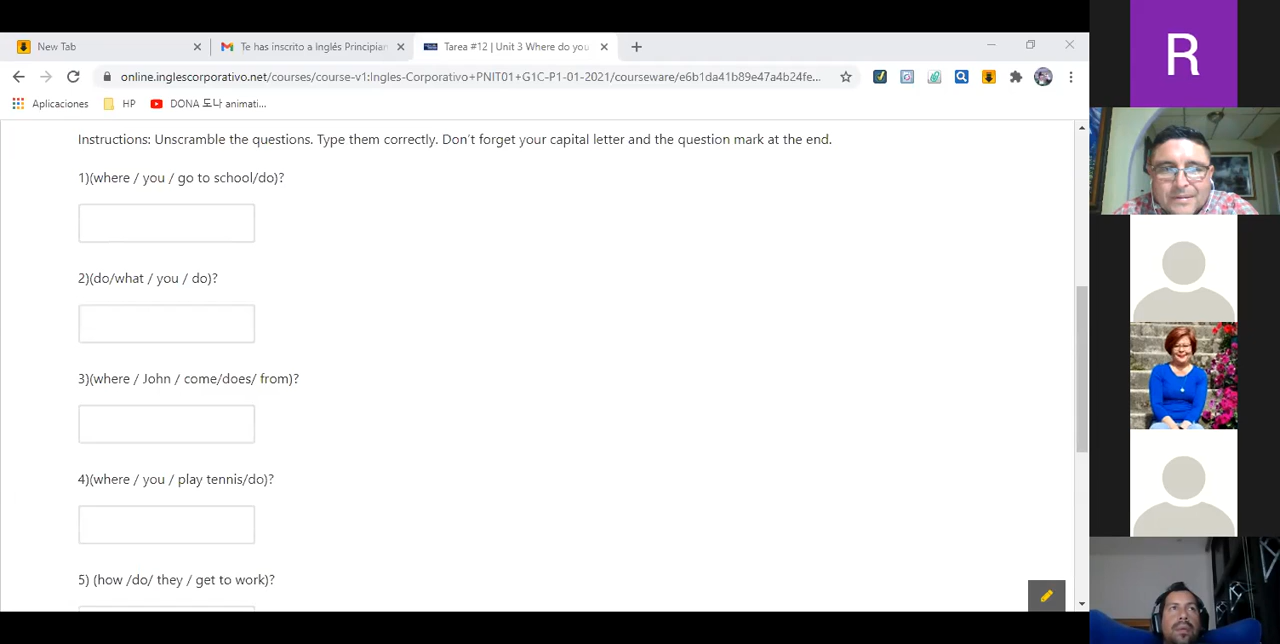 New Tab
Te has inscrito a Inglés Principian
Tarea #12 | Unit 3 Where do you
online.inglescorporativo.net/courses/course-v1:Ingles-Corporativo+PNIT01+G1C-P1-01-2021/courseware/e6b1da41b89e47a4b24fe...
Aplicaciones
HP
DONA 도나 animati...
R
Instructions: Unscramble the questions. Type them correctly. Don´t forget your capital letter and the question mark at the end.
1)(where / you / go to school/do)?
2)(do/what / you / do)?
3)(where / John / come/does/ from)?
4)(where / you / play tennis/do)?
5) (how /do/ they / get to work)?